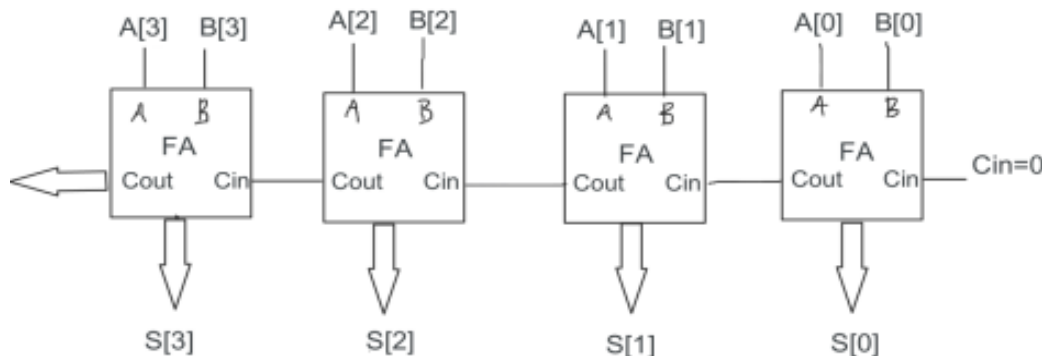 A[3] B[3] A[2] B[2] A[1] B[1] A[0] B[0]
A B A B A B A B
FA FA FA FA
Cout Cin Cout Cin Cout Cin Cout Cin Cin=0
S[3] S[2] S[1] S[0]